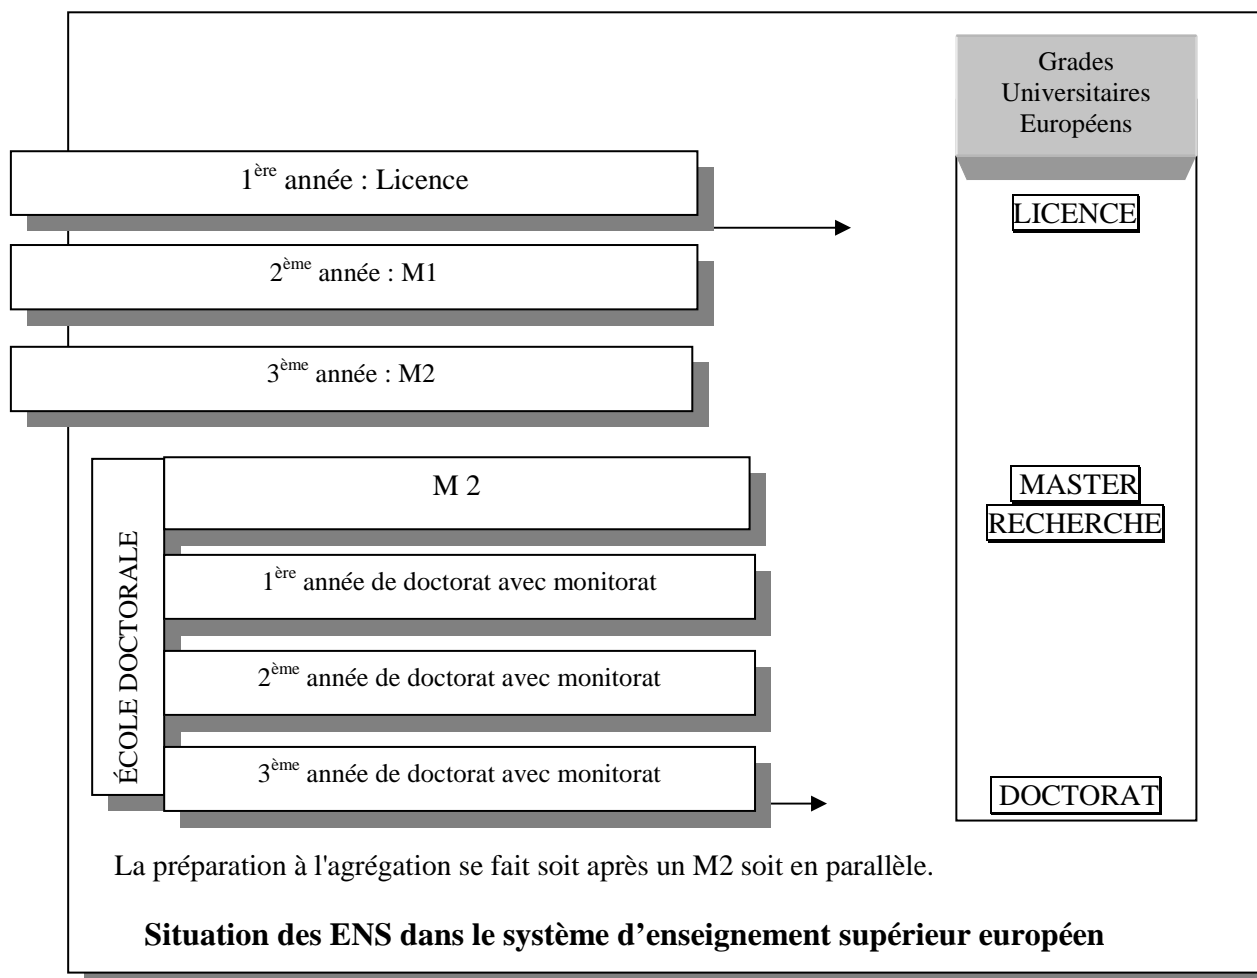 Grades
Universitaires
Européens
1ère année : Licence
LICENCE
2ème année : M1
3ème année : M2
ÉCOLE DOCTORALE
M 2
MASTER
RECHERCHE
1ère année de doctorat avec monitorat
2ème année de doctorat avec monitorat
3ème année de doctorat avec monitorat
DOCTORAT
La préparation à l'agrégation se fait soit après un M2 soit en parallèle.
Situation des ENS dans le système d’enseignement supérieur européen